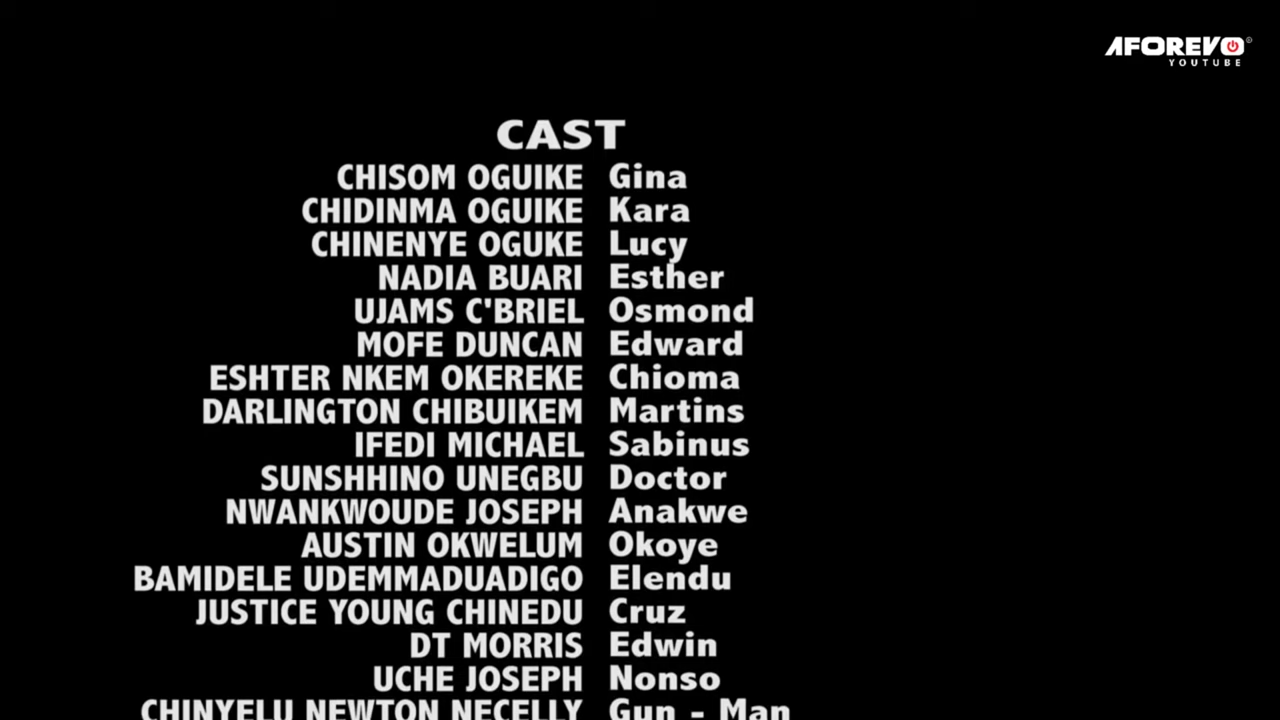 AFOREVO
YOUTUBE
CAST
CHISOM OGUIKE Gina
CHIDINMA OGUIKE Kara
CHINENYE OGUKE Lucy
NADIA BUARI Esther
UJAMS C'BRIEL Osmond
MOFE DUNCAN Edward
ESHTER NKEM OKEREKE Chioma
DARLINGTON CHIBUIKEM Martins
IFEDI MICHAEL Sabinus
SUNSHHINO UNEGBU Doctor
NWANKWOUDE JOSEPH Anakwe
AUSTIN OKWELUM Okoye
BAMIDELE UDEMMADUADIGO Elendu
JUSTICE YOUNG CHINEDU Cruz
DT MORRIS Edwin
UCHE JOSEPH Nonso
CHINYELU NEWTON NECELLY Gun - Man